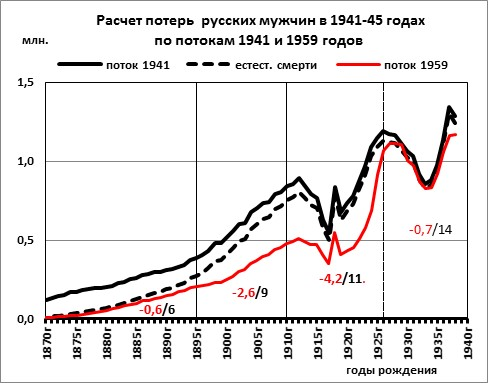 Расчет потерь русских мужчин в 1941-45 годах
по потокам 1941 и 1959 годов
млн.
поток 1941 естест. смерти поток 1959
1,5
1,0
0,5
0,0
-0,7/14
-4,2/11.
-2,6/9
-0,6/6
1870г 1875г 1880г 1885г 1890г 1895г 1900г 1905г 1910г 1915г 1920г 1925г 1930г 1935г 1940г
годы рождения